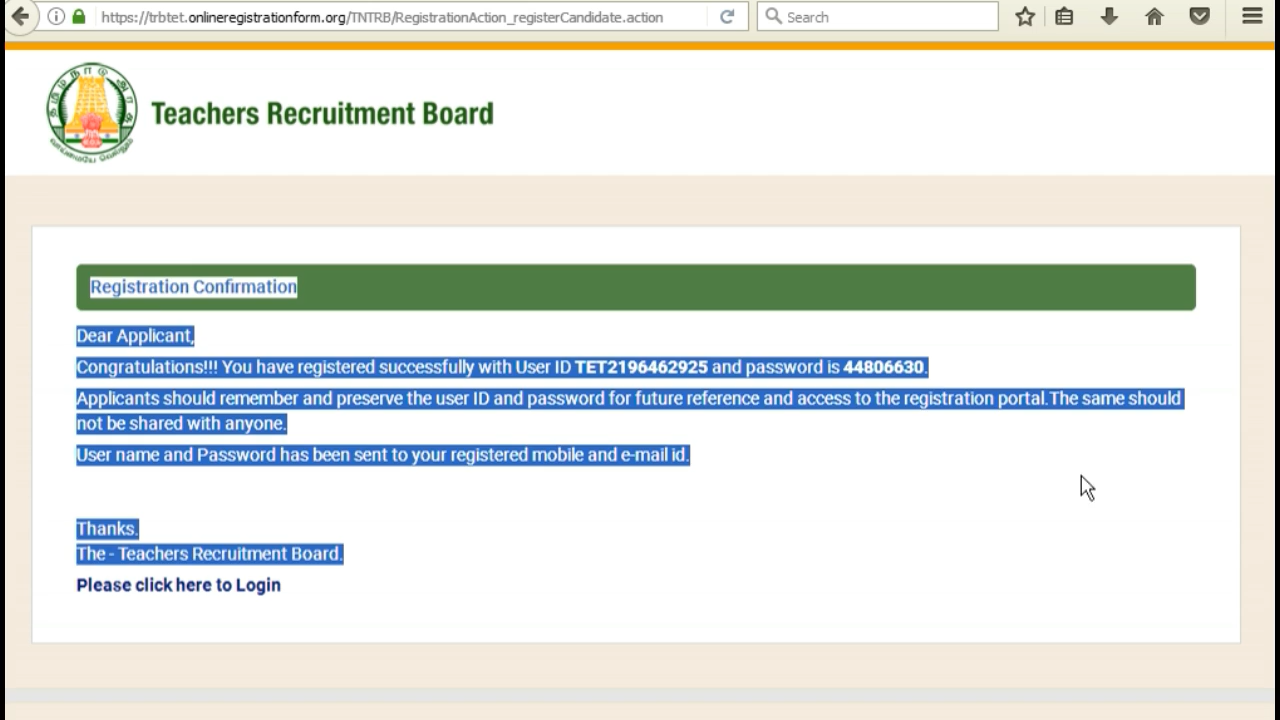 https://trbtet.onlineregistrationform.org/TNTRB/RegistrationAction_registerCandidate.action
Search
தமிழ்நாடு அரசு
வாய்மையே வெல்லும்
Teachers Recruitment Board
Registration Confirmation
Dear Applicant,
Congratulations!!! You have registered successfully with User ID TET2196462925 and password is 44806630.
Applicants should remember and preserve the user ID and password for future reference and access to the registration portal.The same should
not be shared with anyone.
User name and Password has been sent to your registered mobile and e-mail id.
Thanks.
The - Teachers Recruitment Board.
Please click here to Login